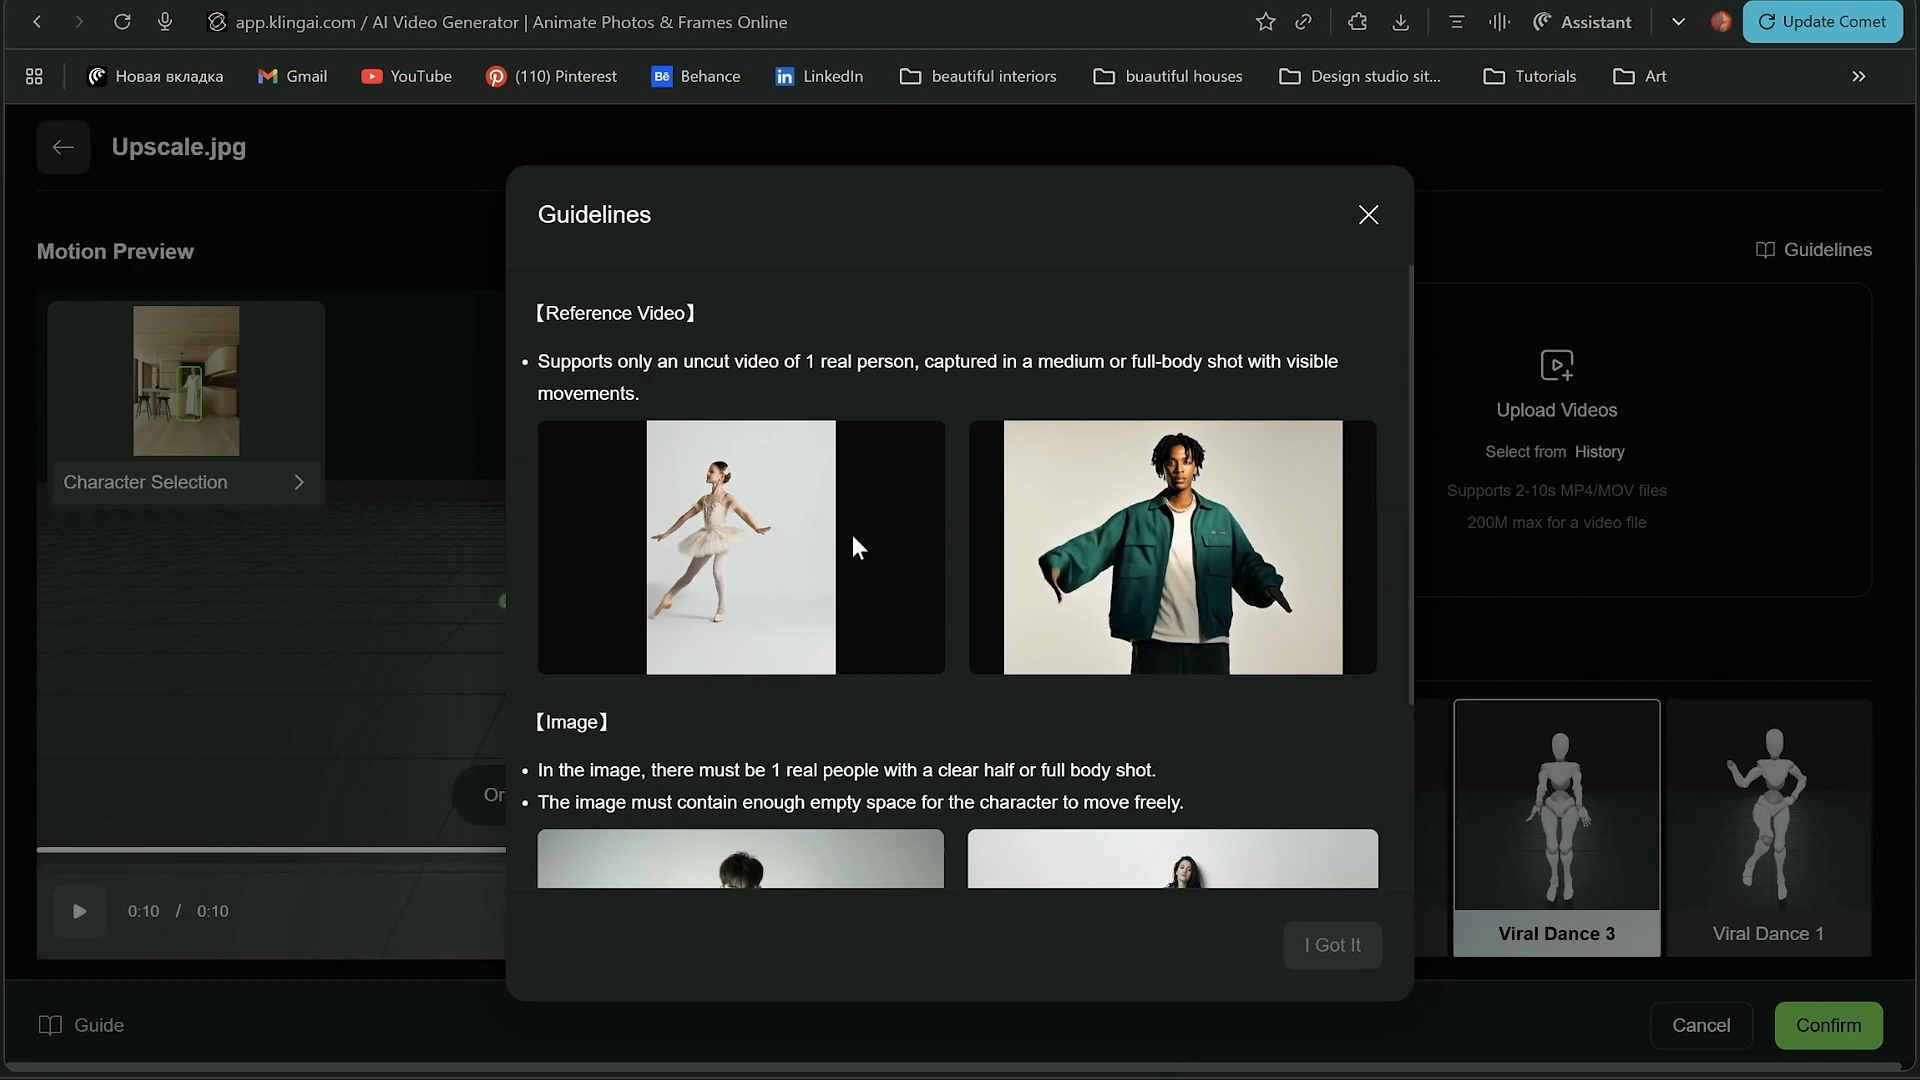 app.klingai.com / AI Video Generator | Animate Photos & Frames Online
Assistant
Update Comet
Новая вкладка
Gmail
YouTube
(110) Pinterest
Bē Behance
in LinkedIn
beautiful interiors
buautiful houses
Design studio sit...
Tutorials
Art
Upscale.jpg
Guidelines
Motion Preview
Guidelines
【Reference Video】
• Supports only an uncut video of 1 real person, captured in a medium or full-body shot with visible
movements.
Upload Videos
Select from History
Supports 2-10s MP4/MOV files
200M max for a video file
Character Selection
【Image】
• In the image, there must be 1 real people with a clear half or full body shot.
• The image must contain enough empty space for the character to move freely.
Or
0:10 / 0:10
I Got It
Viral Dance 3
Viral Dance 1
Guide
Cancel
Confirm